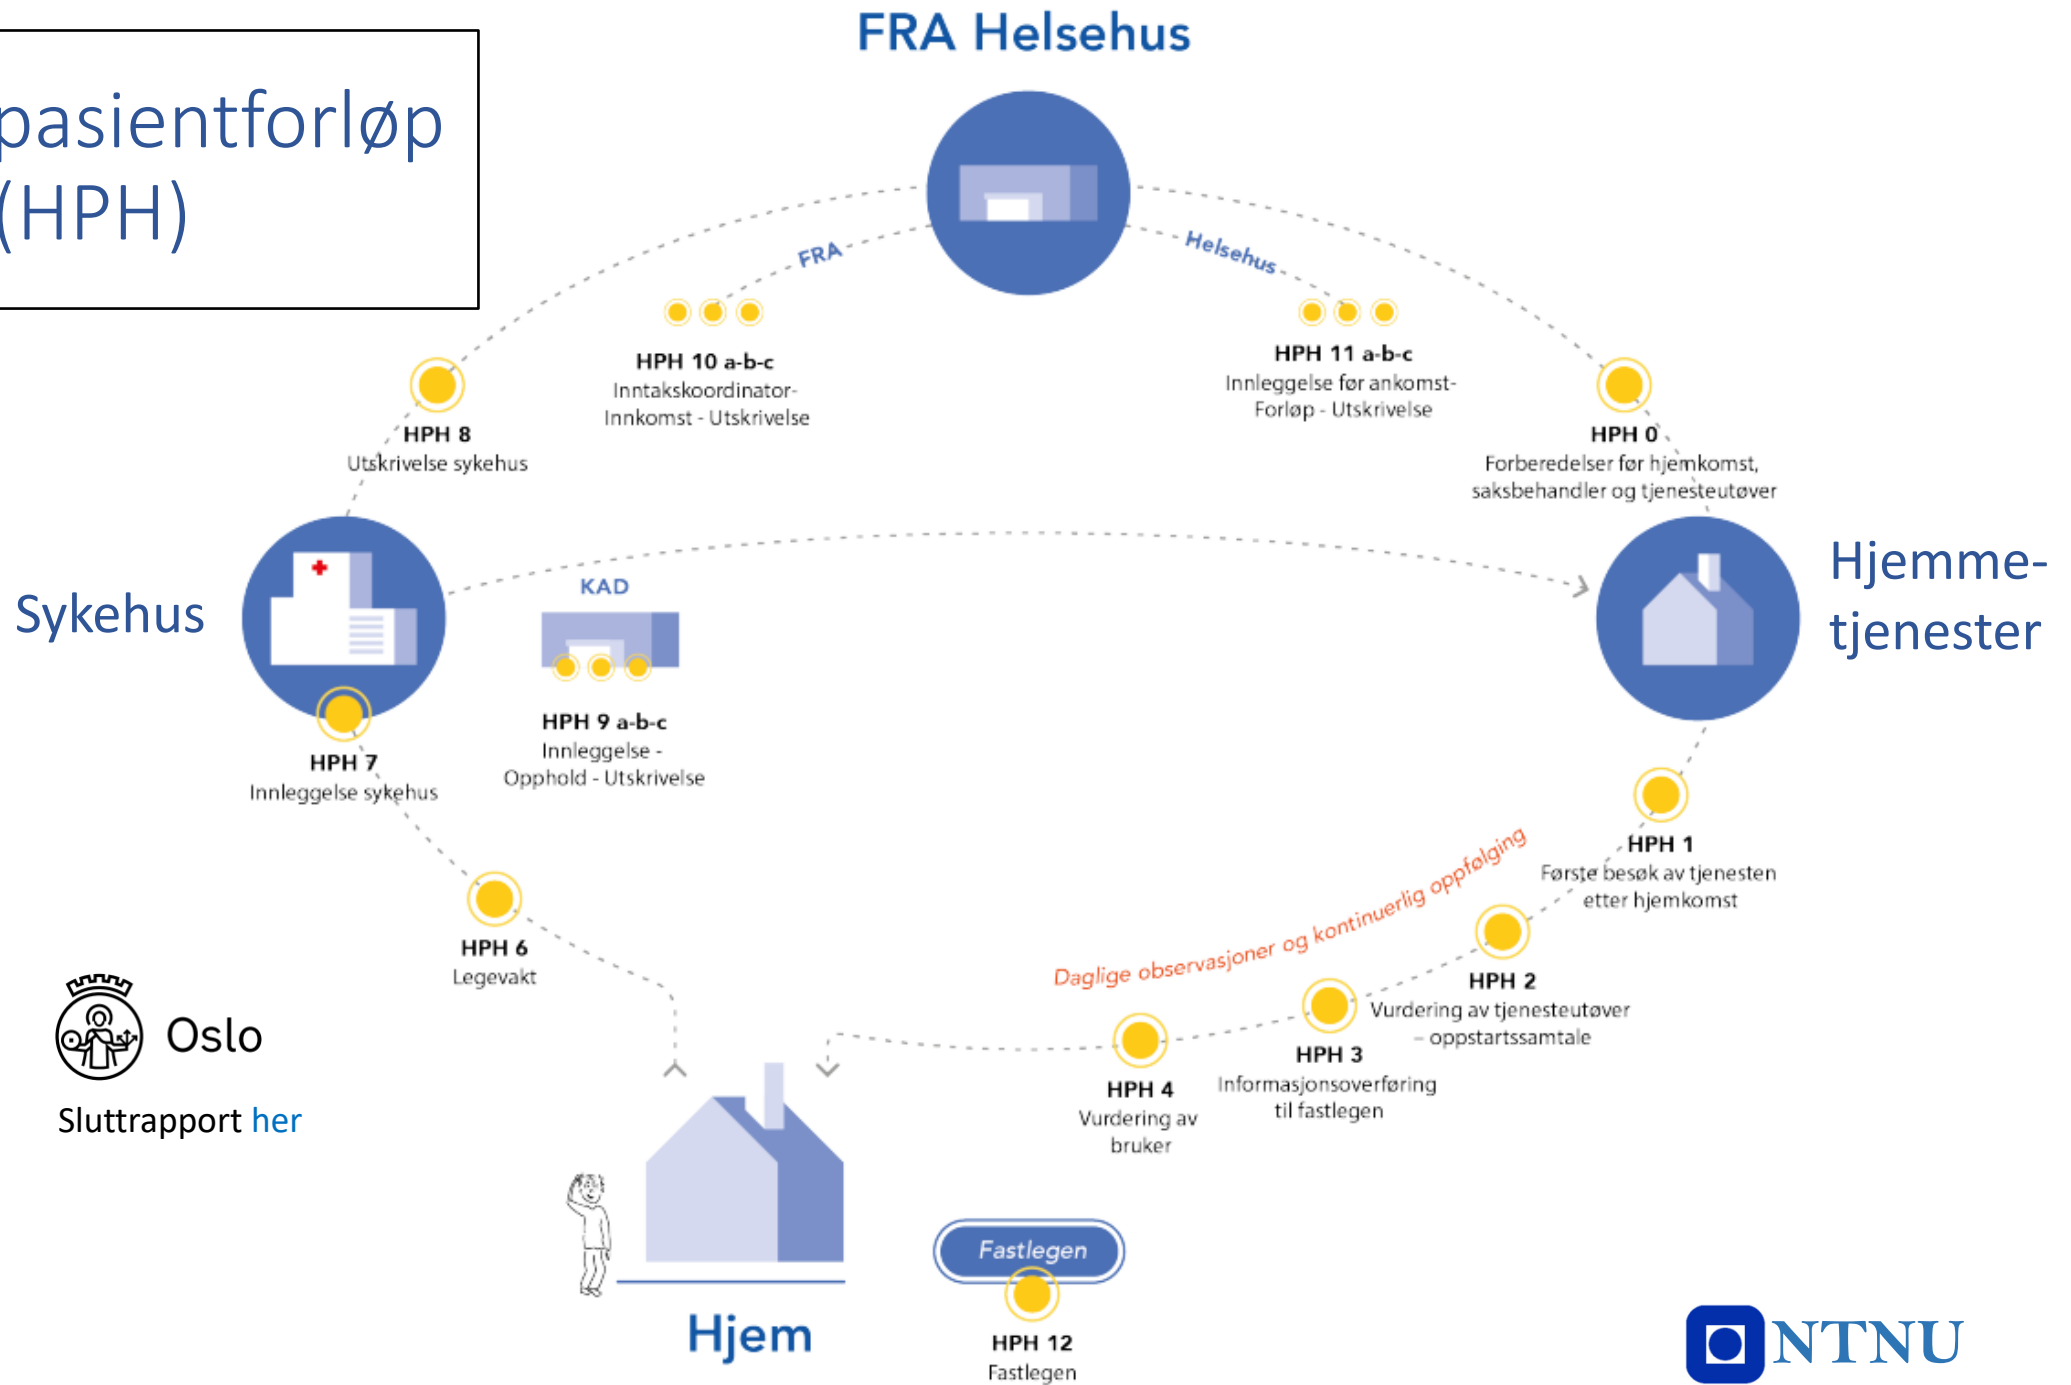 FRA Helsehus
pasientforløp
(HPH)
FRA
Helsehus
HPH 10 a-b-c
Inntakskoordinator-
Innkomst - Utskrivelse
HPH 11 a-b-c
Innleggelse før ankomst-
Forløp - Utskrivelse
HPH 8
Utskrivelse sykehus
HPH 0
Forberedelser før hjemkomst,
saksbehandler og tjenesteutøver
Sykehus
KAD
HPH 9 a-b-c
Innleggelse -
Opphold - Utskrivelse
Hjemme-
tjenester
HPH 7
Innleggelse sykehus
HPH 1
Første besøk av tjenesten
etter hjemkomst
Daglige observasjoner og kontinuerlig oppfølging
HPH 6
Legevakt
HPH 2
Vurdering av tjenesteutøver
– oppstartssamtale
HPH 3
Informasjonsoverføring
til fastlegen
HPH 4
Vurdering av
bruker
Oslo
Sluttrapport her
Fastlegen
Hjem
HPH 12
Fastlegen
NTNU